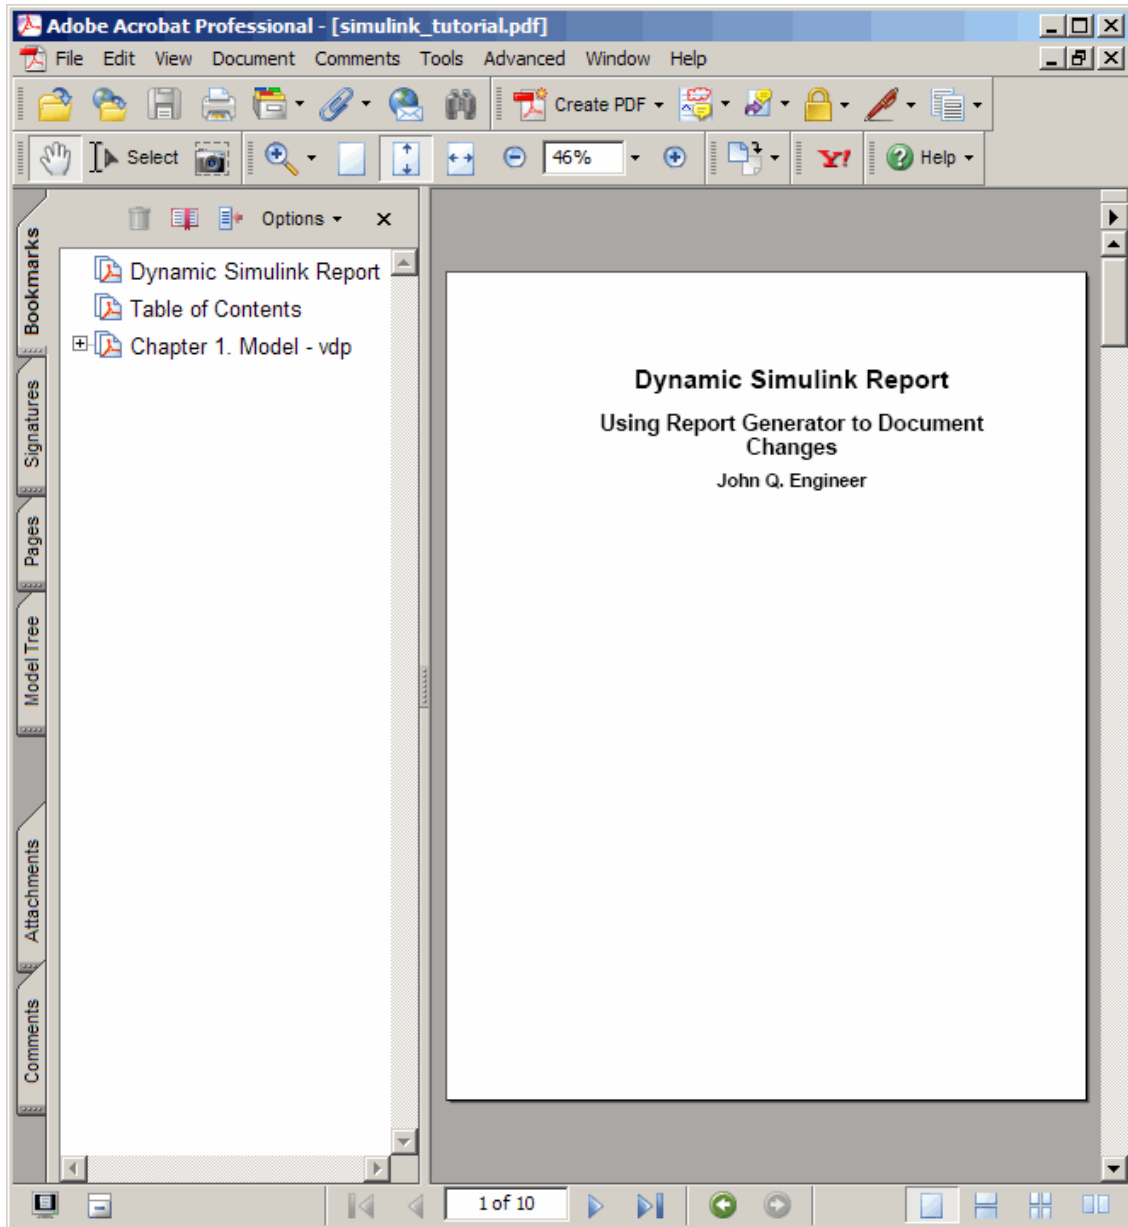 Adobe Acrobat Professional - [simulink_tutorial.pdf]
File Edit View Document Comments Tools Advanced Window Help
Create PDF
Select 46% Y! Help
Options
Bookmarks
Signatures
Pages
Model Tree
Attachments
Comments
Dynamic Simulink Report
Table of Contents
Chapter 1. Model - vdp
Dynamic Simulink Report
Using Report Generator to Document
Changes
John Q. Engineer
1 of 10